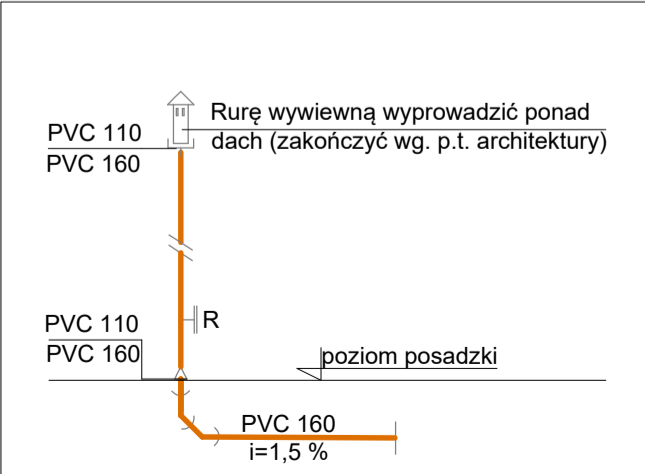 Rurę wywiewną wyprowadzić ponad
dach (zakończyć wg. p.t. architektury)
PVC 110
PVC 160
R
PVC 110
PVC 160
poziom posadzki
PVC 160
i=1,5 %